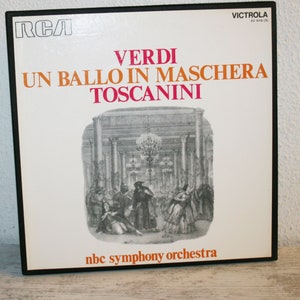 RCA VICTROLA
VERDI
UN BALLO IN MASCHERA
TOSCANINI
nbc symphony orchestra